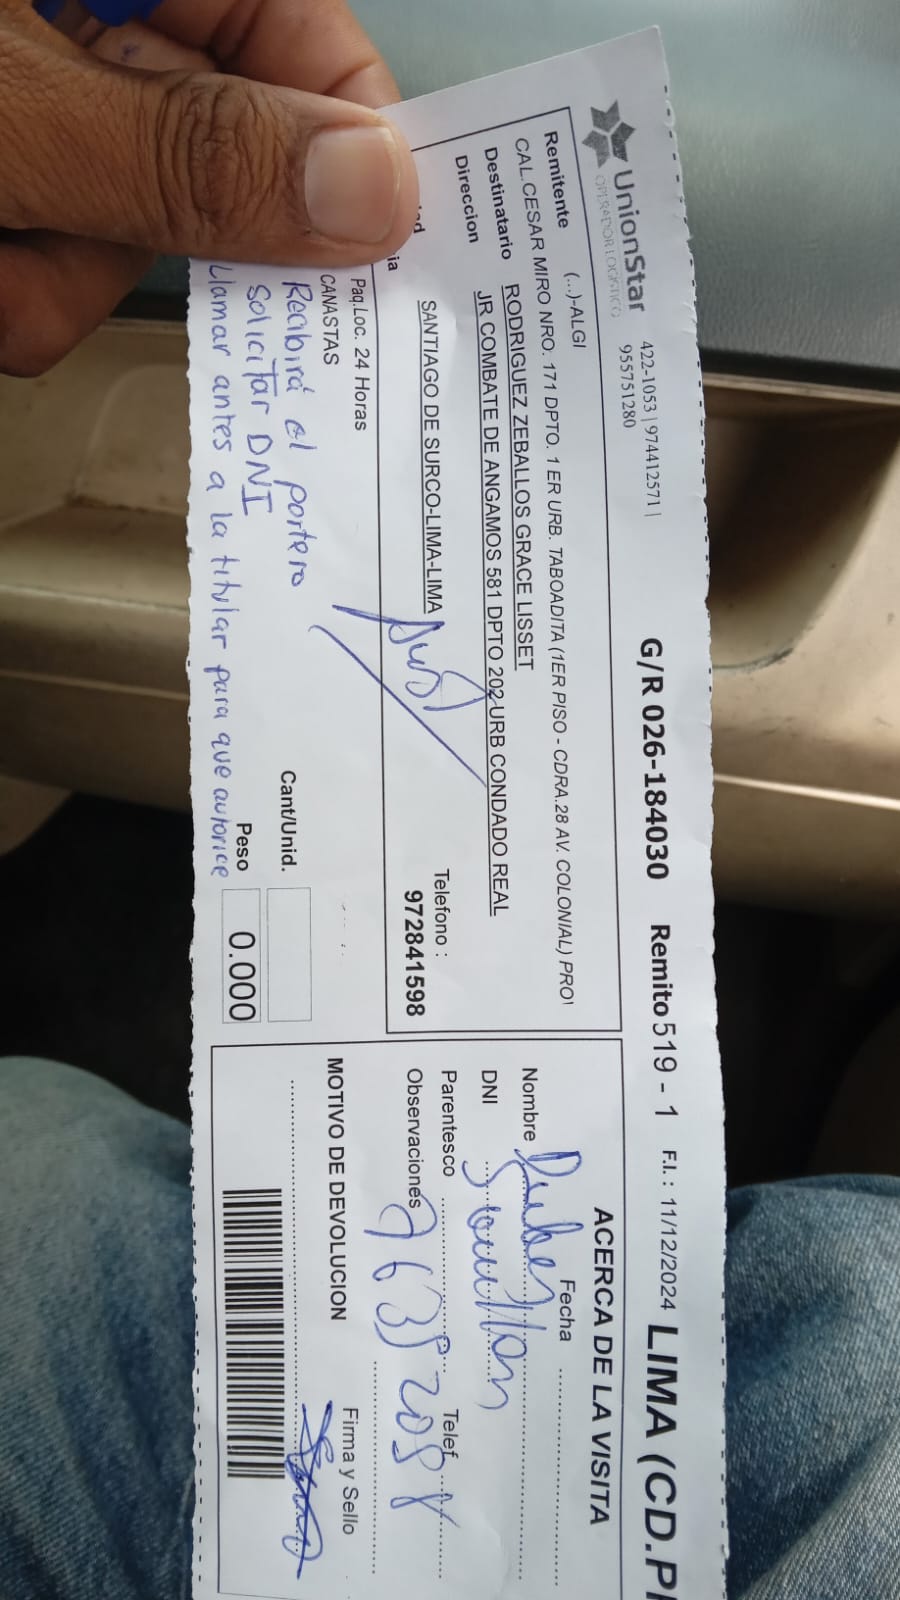 UnionStar
OPERADOR LOGÍSTICO
422-1053 | 974412571 |
955751280
G/R 026-184030 Remito 519 - 1 F.I.: 11/12/2024 LIMA (CD.P
Remitente (...)-ALGI
CAL.CESAR MIRO NRO. 171 DPTO. 1 ER URB. TABOADITA (1ER PISO - CDRA.28 AV. COLONIAL) PRO
Destinatario RODRIGUEZ ZEBALLOS GRACE LISSET
Direccion JR COMBATE DE ANGAMOS 581 DPTO 202 URB CONDADO REAL
SANTIAGO DE SURCO-LIMA-LIMA
Telefono :
972841598
Paq.Loc. 24 Horas
CANASTAS
Recibirá el portero
Solicitar DNI
Llamar antes a la titular para que autorice
Cant/Unid.
Peso 0.000
ACERCA DE LA VISITA
Fecha
Nombre
DNI
Parentesco Telef
Observaciones
MOTIVO DE DEVOLUCION
Firma y Sello